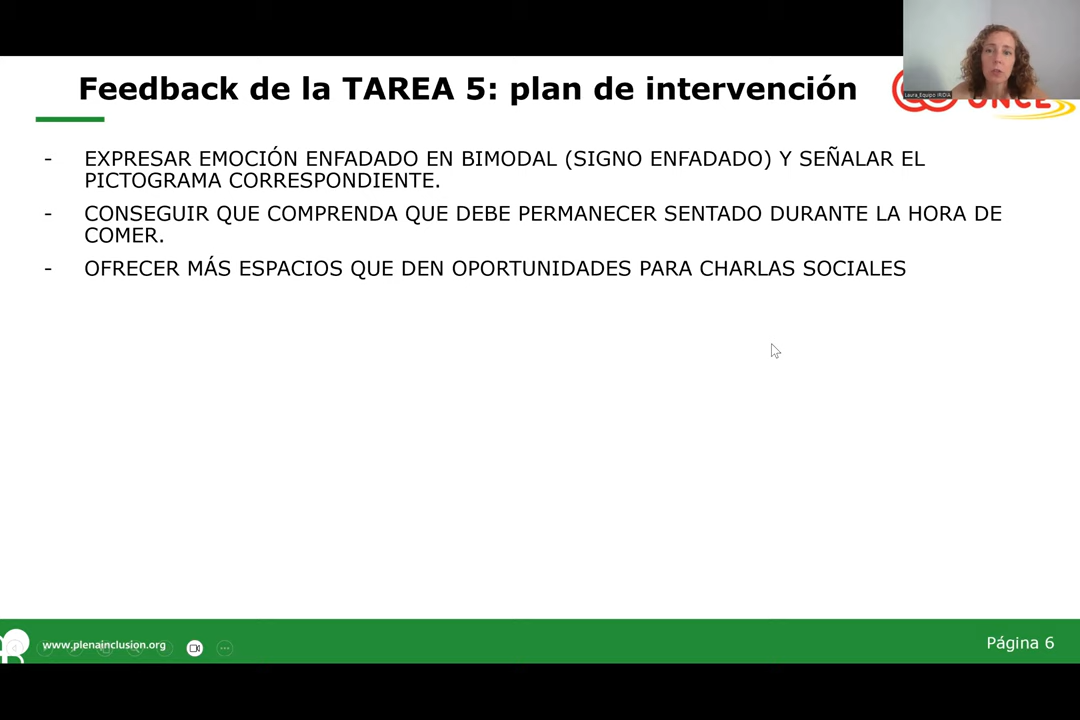 Feedback de la TAREA 5: plan de intervención
Laura_Equipo IRIDIA
ONCE
- EXPRESAR EMOCIÓN ENFADADO EN BIMODAL (SIGNO ENFADADO) Y SEÑALAR EL
PICTOGRAMA CORRESPONDIENTE.
- CONSEGUIR QUE COMPRENDA QUE DEBE PERMANECER SENTADO DURANTE LA HORA DE
COMER.
- OFRECER MÁS ESPACIOS QUE DEN OPORTUNIDADES PARA CHARLAS SOCIALES
www.plenainclusion.org
Página 6